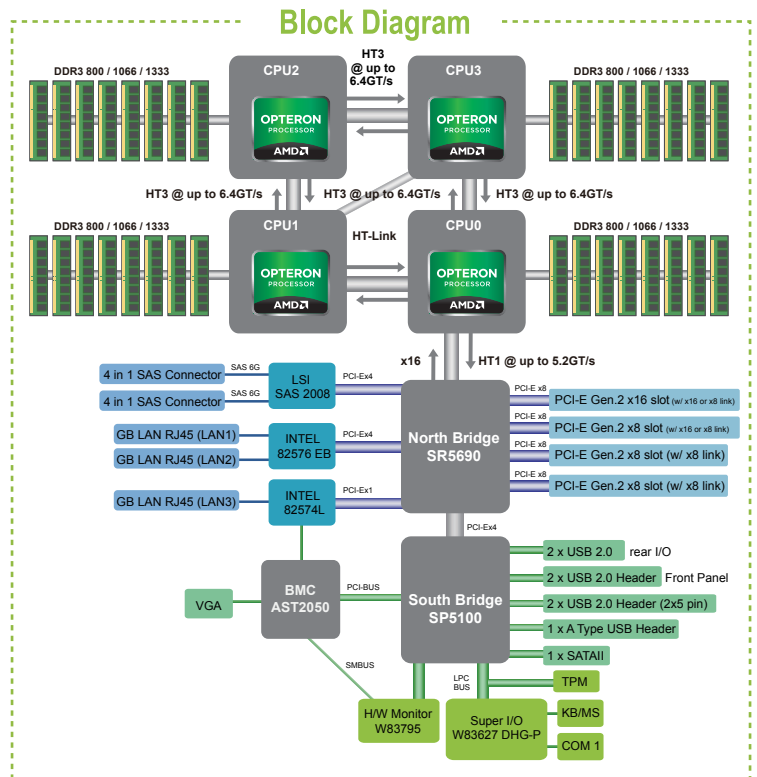 Block Diagram
HT3
@ up to
6.4GT/s
DDR3 800 / 1066 / 1333
CPU2
OPTERON
PROCESSOR
AMD
CPU3
OPTERON
PROCESSOR
AMD
DDR3 800 / 1066 / 1333
HT3 @ up to 6.4GT/s
HT3 @ up to 6.4GT/s
HT3 @ up to 6.4GT/s
DDR3 800 / 1066 / 1333
CPU1
OPTERON
PROCESSOR
AMD
HT-Link
CPU0
OPTERON
PROCESSOR
AMD
DDR3 800 / 1066 / 1333
x16
HT1 @ up to 5.2GT/s
4 in 1 SAS Connector
SAS 6G
4 in 1 SAS Connector
SAS 6G
LSI
SAS 2008
PCI-Ex4
GB LAN RJ45 (LAN1)
GB LAN RJ45 (LAN2)
INTEL
82576 EB
PCI-Ex4
GB LAN RJ45 (LAN3)
INTEL
82574L
PCI-Ex1
North Bridge
SR5690
PCI-E x8
PCI-E Gen.2 x16 slot (w/ x16 or x8 link)
PCI-E x8
PCI-E Gen.2 x8 slot (w/ x16 or x8 link)
PCI-E x8
PCI-E Gen.2 x8 slot (w/ x8 link)
PCI-E x8
PCI-E Gen.2 x8 slot (w/ x8 link)
PCI-Ex4
VGA
BMC
AST2050
PCI-BUS
South Bridge
SP5100
2 x USB 2.0 rear I/O
2 x USB 2.0 Header Front Panel
2 x USB 2.0 Header (2x5 pin)
1 x A Type USB Header
1 x SATAII
SMBUS
LPC
BUS
TPM
H/W Monitor
W83795
Super I/O
W83627 DHG-P
KB/MS
COM 1